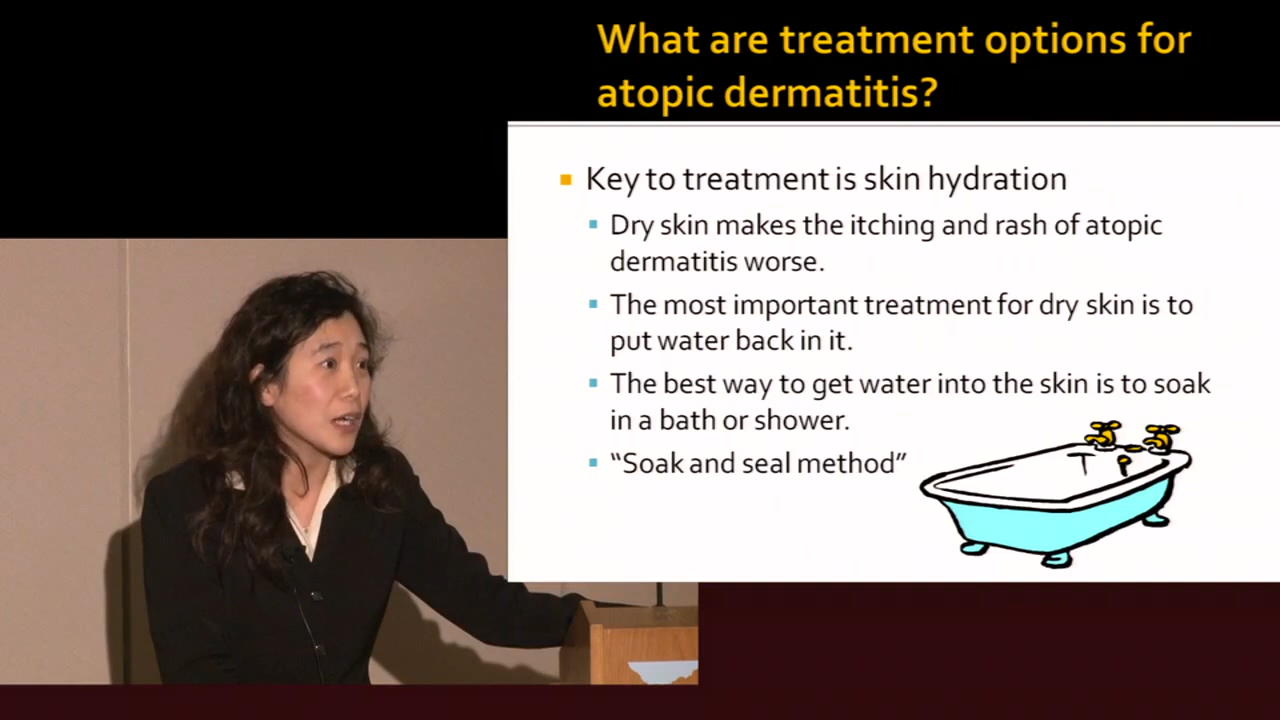 What are treatment options for
atopic dermatitis?
Key to treatment is skin hydration
Dry skin makes the itching and rash of atopic
dermatitis worse.
The most important treatment for dry skin is to
put water back in it.
The best way to get water into the skin is to soak
in a bath or shower.
“Soak and seal method”